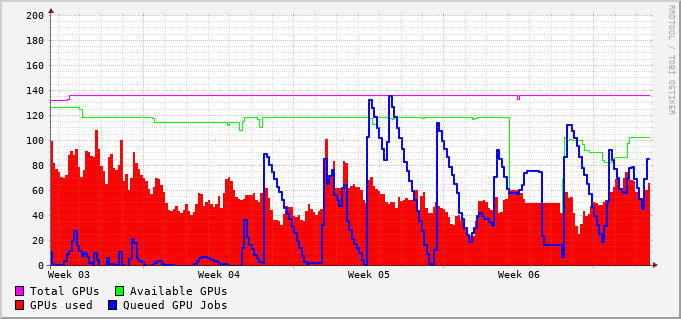 200
180
160
140
120
100
80
60
40
20
0
Week 03 Week 04 Week 05 Week 06
Total GPUs Available GPUs
GPUs used Queued GPU Jobs
RRDTOOL / TOBI OETIKER